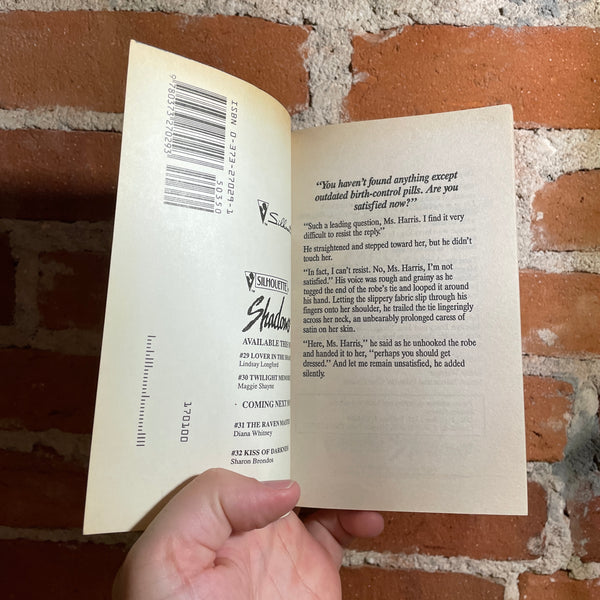 9780373270293
50350
ISBN 0-373-27029-1
SILHOUETTE
AVAILABLE THIS
#29 LOVER IN THE
Lindsay Longford
#30 TWILIGHT
Maggie Shayne
· COMING NEXT
#31 THE RAVEN
Diana Whitney
#32 KISS OF
Sharon Brondos
170100
"You haven't found anything except
outdated birth-control pills. Are you
satisfied now?"
"Such a leading question, Ms. Harris. I find it very
difficult to resist the reply."
He straightened and stepped toward her, but he didn't
touch her.
"In fact, I can't resist. No, Ms. Harris, I'm not
satisfied." His voice was rough and grainy as he
tugged the end of the robe's tie and looped it around
his hand. Letting the slippery fabric slip through his
fingers onto her shoulder, he trailed the tie lingeringly
across her neck, an unbearably prolonged caress of
satin on her skin.
"Here, Ms. Harris," he said as he unhooked the robe
and handed it to her, "perhaps you should get
dressed." And let me remain unsatisfied, he added
silently.